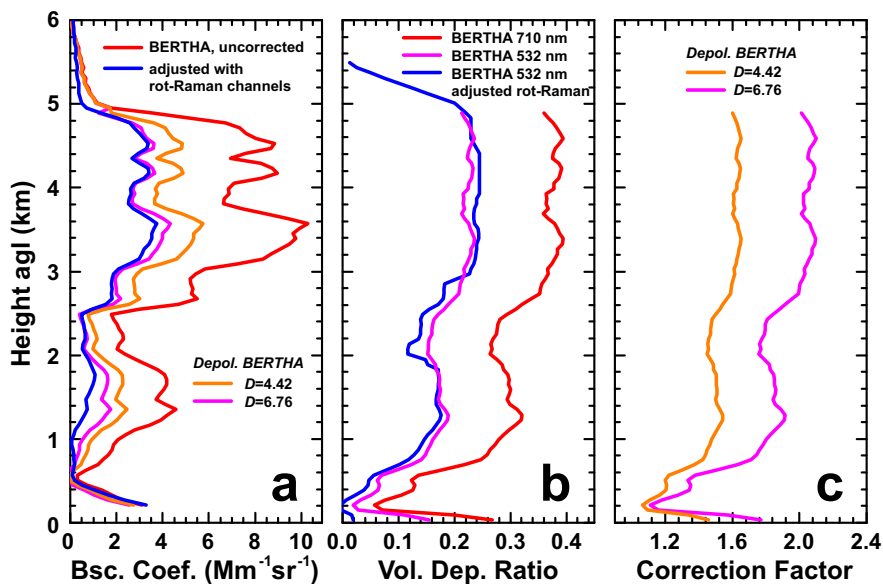 6
5
4
3
2
1
0
Height agl (km)
BERTHA, uncorrected
adjusted with
rot-Raman channels
Depol. BERTHA
D=4.42
D=6.76
a
0 2 4 6 8 10
Bsc. Coef. (Mm⁻¹sr⁻¹)
BERTHA 710 nm
BERTHA 532 nm
BERTHA 532 nm
adjusted rot-Raman
b
0.0 0.1 0.2 0.3 0.4
Vol. Dep. Ratio
Depol. BERTHA
D=4.42
D=6.76
c
1.2 1.6 2.0 2.4
Correction Factor